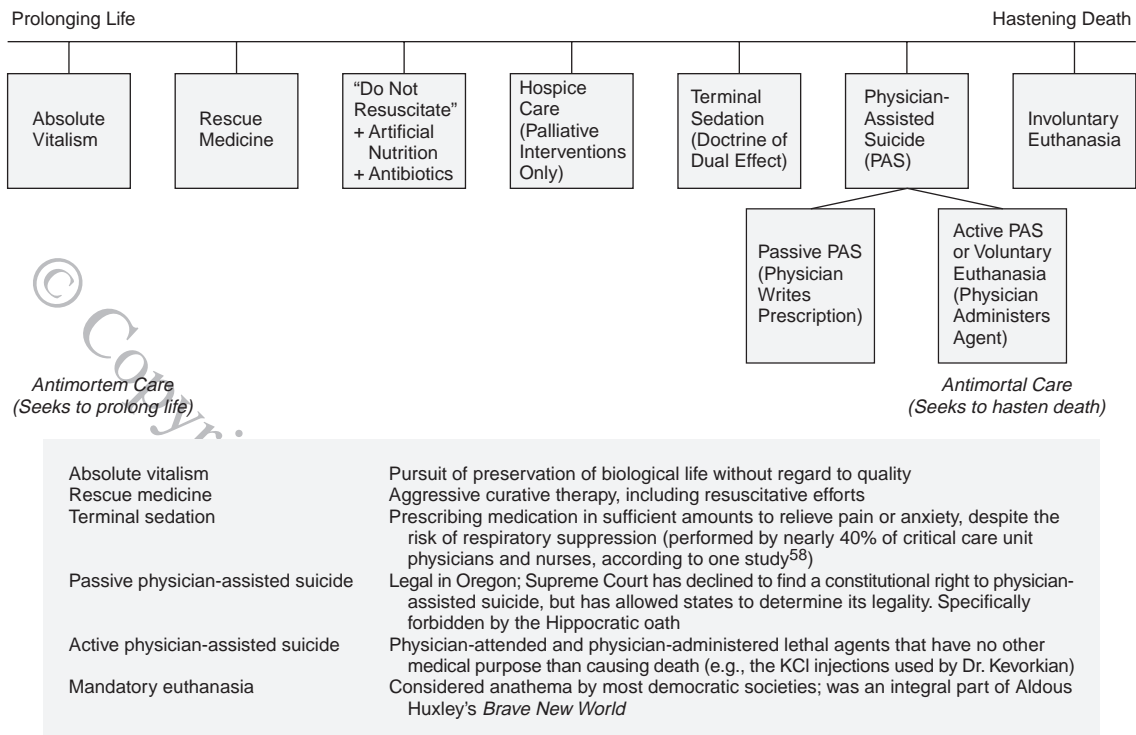 Prolonging Life
Hastening Death
Absolute
Vitalism
Rescue
Medicine
“Do Not
Resuscitate”
+ Artificial
Nutrition
+ Antibiotics
Hospice
Care
(Palliative
Interventions
Only)
Terminal
Sedation
(Doctrine of
Dual Effect)
Physician-
Assisted
Suicide
(PAS)
Involuntary
Euthanasia
Passive PAS
(Physician
Writes
Prescription)
Active PAS
or Voluntary
Euthanasia
(Physician
Administers
Agent)
© Copyri
Antimortem Care
(Seeks to prolong life)
Antimortal Care
(Seeks to hasten death)
Absolute vitalism Pursuit of preservation of biological life without regard to quality
Rescue medicine Aggressive curative therapy, including resuscitative efforts
Terminal sedation Prescribing medication in sufficient amounts to relieve pain or anxiety, despite the
risk of respiratory suppression (performed by nearly 40% of critical care unit
physicians and nurses, according to one study58)
Passive physician-assisted suicide Legal in Oregon; Supreme Court has declined to find a constitutional right to physician-
assisted suicide, but has allowed states to determine its legality. Specifically
forbidden by the Hippocratic oath
Active physician-assisted suicide Physician-attended and physician-administered lethal agents that have no other
medical purpose than causing death (e.g., the KCl injections used by Dr. Kevorkian)
Mandatory euthanasia Considered anathema by most democratic societies; was an integral part of Aldous
Huxley’s Brave New World